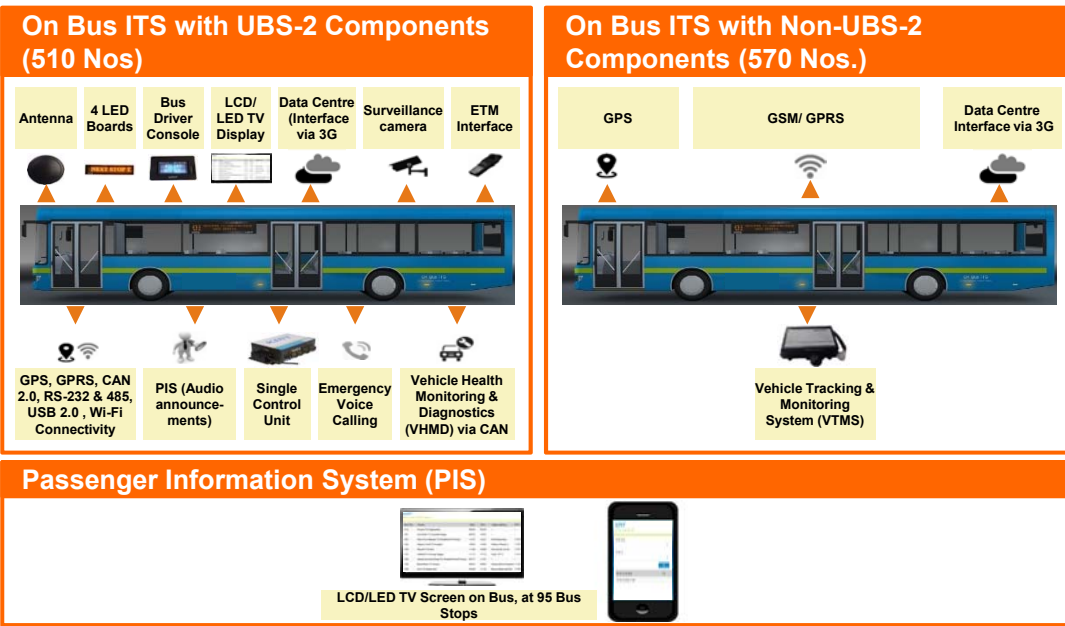 On Bus ITS with UBS-2 Components
(510 Nos)
Antenna
4 LED
Boards
Bus
Driver
Console
LCD/
LED TV
Display
Data Centre
(Interface
via 3G
Surveillance
camera
ETM
Interface
NEXT STOP
GPS, GPRS, CAN
2.0, RS-232 & 485,
USB 2.0 , Wi-Fi
Connectivity
PIS (Audio
announce-
ments)
Single
Control
Unit
Emergency
Voice
Calling
Vehicle Health
Monitoring &
Diagnostics
(VHMD) via CAN
On Bus ITS with Non-UBS-2
Components (570 Nos.)
GPS
GSM/ GPRS
Data Centre
Interface via 3G
Vehicle Tracking &
Monitoring
System (VTMS)
Passenger Information System (PIS)
LCD/LED TV Screen on Bus, at 95 Bus
Stops